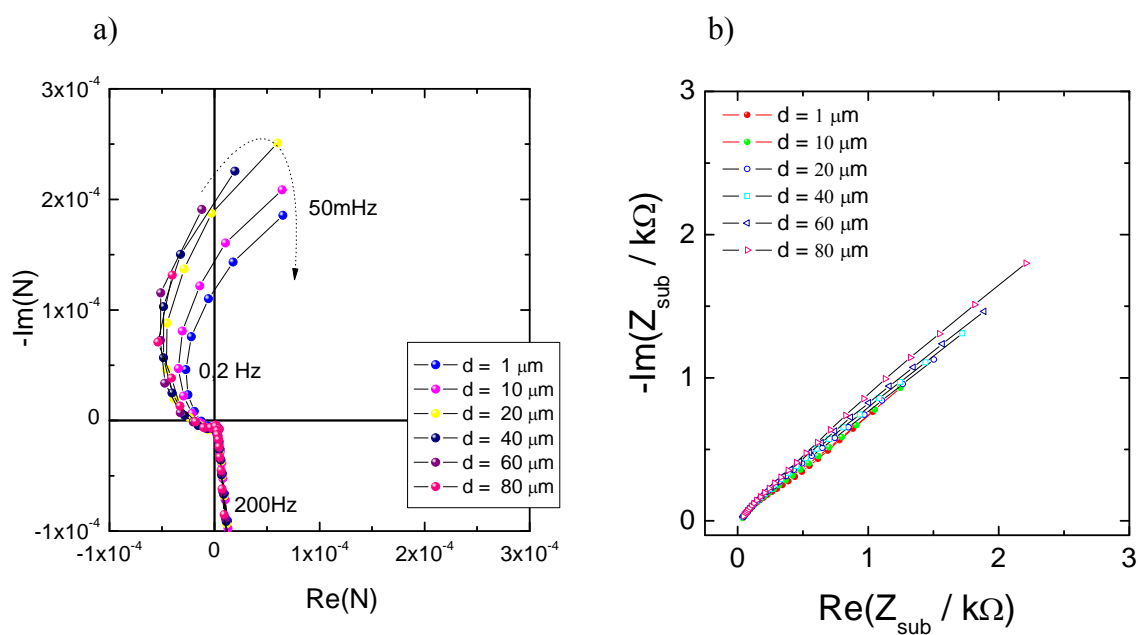 a)
3x10⁻⁴
2x10⁻⁴
1x10⁻⁴
0
-1x10⁻⁴
-Im(N)
50mHz
0.2 Hz
200Hz
d = 1 μm
d = 10 μm
d = 20 μm
d = 40 μm
d = 60 μm
d = 80 μm
-1x10⁻⁴ 0 1x10⁻⁴ 2x10⁻⁴ 3x10⁻⁴
Re(N)
b)
3
2
1
0
-Im(Z_sub / kΩ)
d = 1 μm
d = 10 μm
d = 20 μm
d = 40 μm
d = 60 μm
d = 80 μm
0 1 2 3
Re(Z_sub / kΩ)